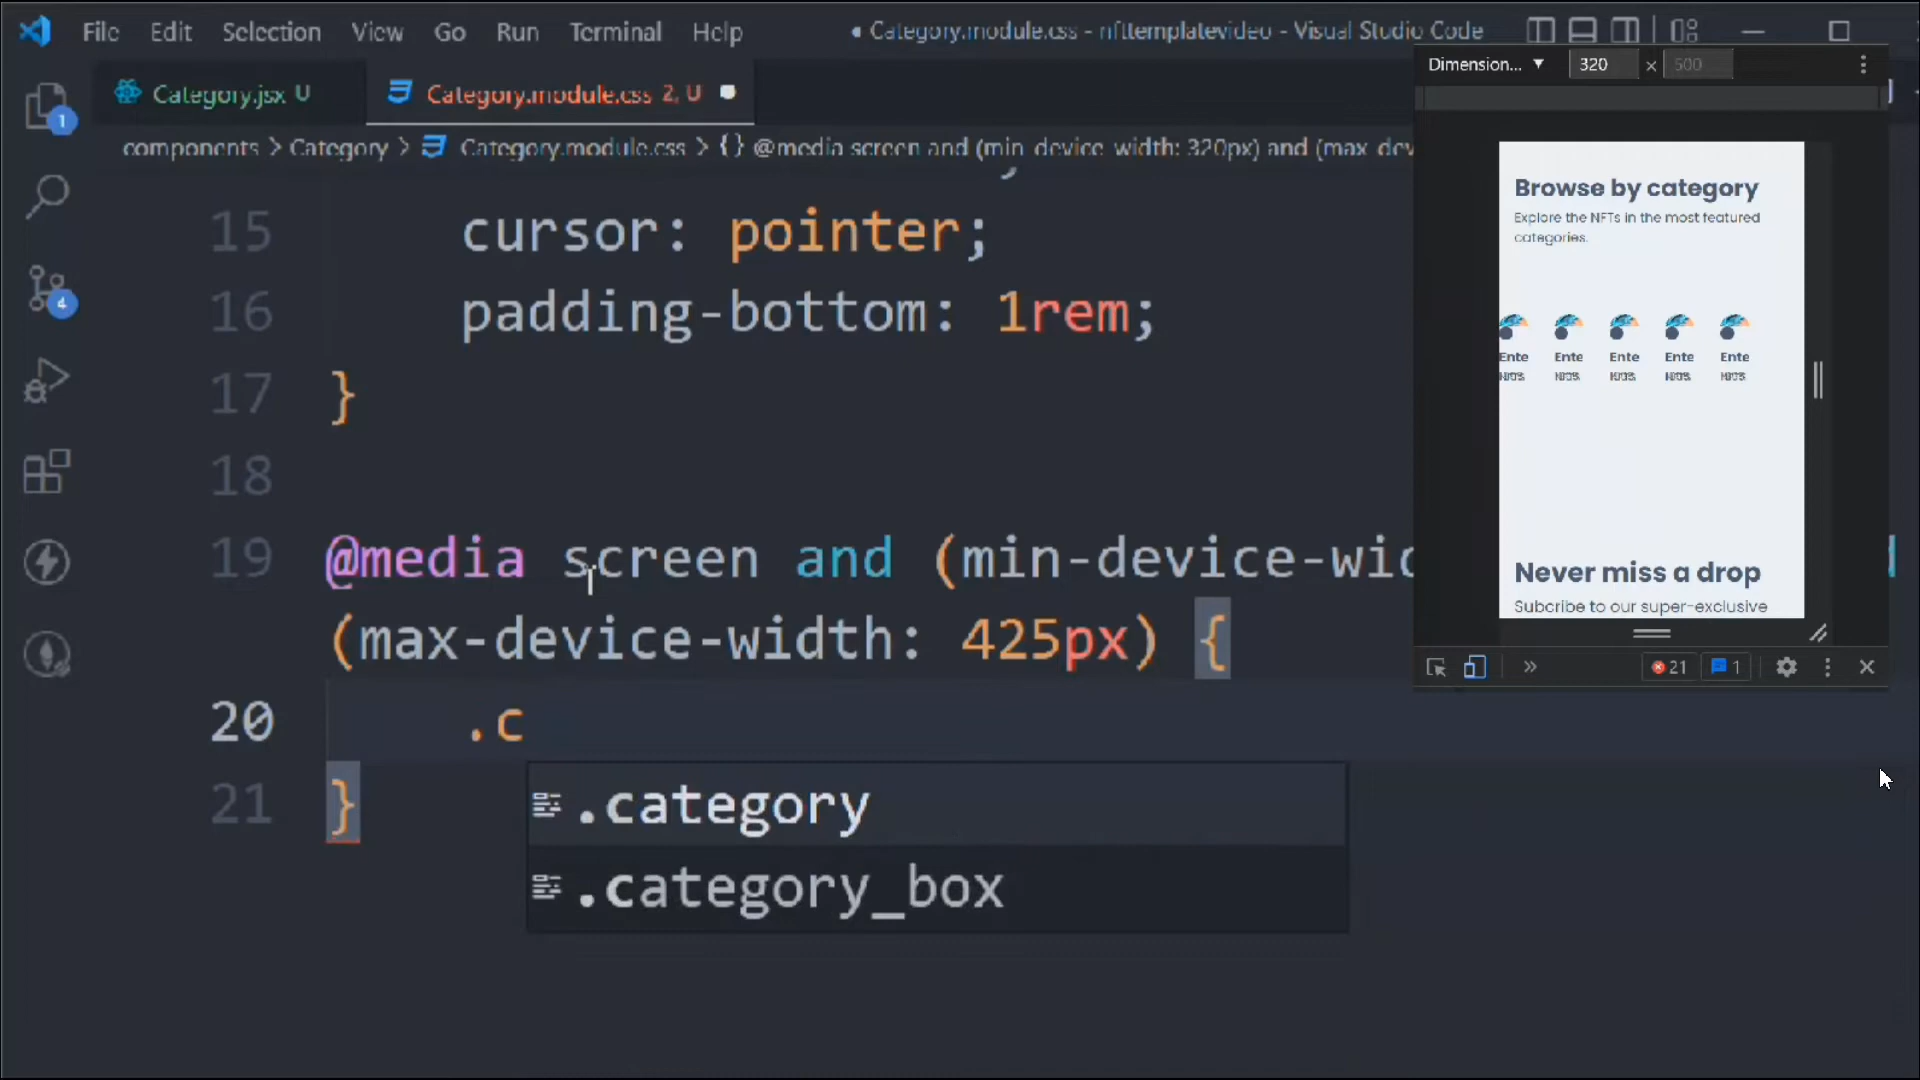 File Edit Selection View Go Run Terminal Help
● Category.module.css - nfttemplatevideo - Visual Studio Code
Category.jsx U
Category.module.css 2, U
components > Category > Category.module.css > {} @media screen and (min-device-width: 320px) and (max-dev
15 cursor: pointer;
16 padding-bottom: 1rem;
17 }
18
19 @media screen and (min-device-wid
(max-device-width: 425px) {
20 .c
21 }
.category
.category_box
1
4
Dimension... ▼ 320 × 500
Browse by category
Explore the NFTs in the most featured
categories.
Ente Ente Ente Ente Ente
Never miss a drop
Subcribe to our super-exclusive
21 1